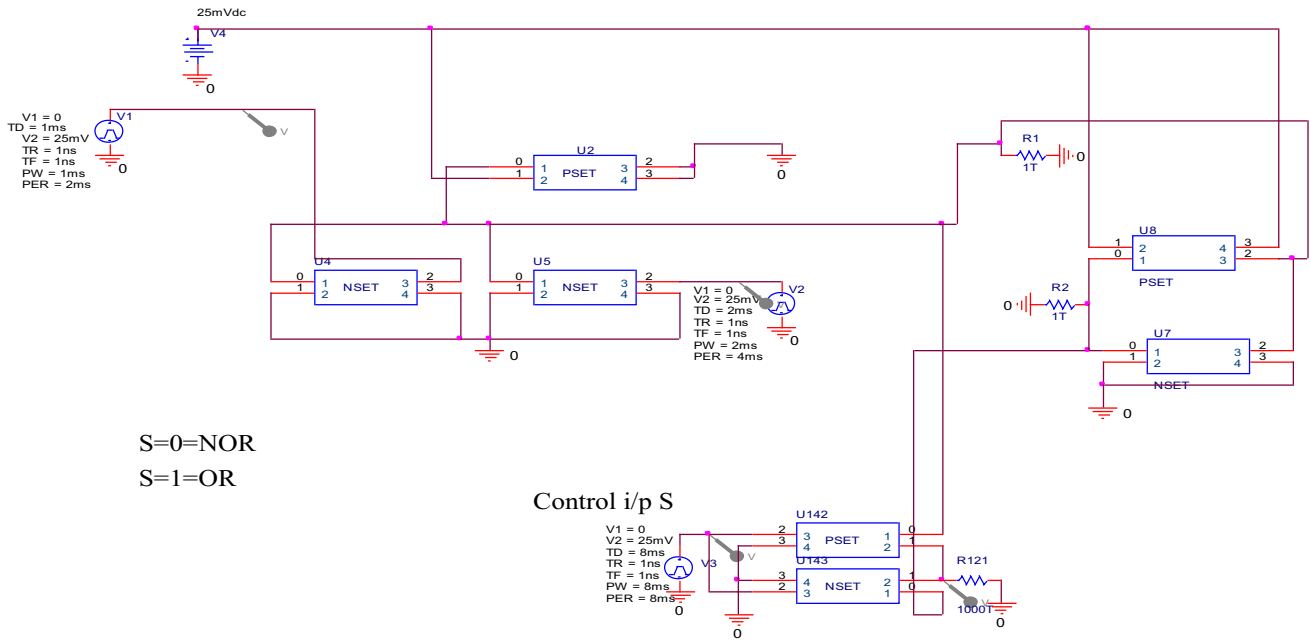 25mVdc
V4
0
V1 = 0
TD = 1ms
V2 = 25mV
TR = 1ns
TF = 1ns
PW = 1ms
PER = 2ms
V1
0
V
U2
0 1 PSET 3 2
1 2 4 3
0
R1
1T
0
U8
1 2 4 3
0 1 3 2
PSET
U4
0 1 NSET 3 2
1 2 4 3
U5
0 1 NSET 3 2
1 2 4 3
V1 = 0
V2 = 25mV
TD = 2ms
TR = 1ns
TF = 1ns
PW = 2ms
PER = 4ms
V2
0
0
R2
0
1T
U7
0 1 3 2
1 2 4 3
NSET
0
S=0=NOR
S=1=OR
Control i/p S
V1 = 0
V2 = 25mV
TD = 8ms
TR = 1ns
TF = 1ns
PW = 8ms
PER = 8ms
V3
0
V
U142
2 3 PSET 1 0
3 4 2 1
U143
3 4 NSET 2 1
2 3 1 0
0
R121
1000T
V
0